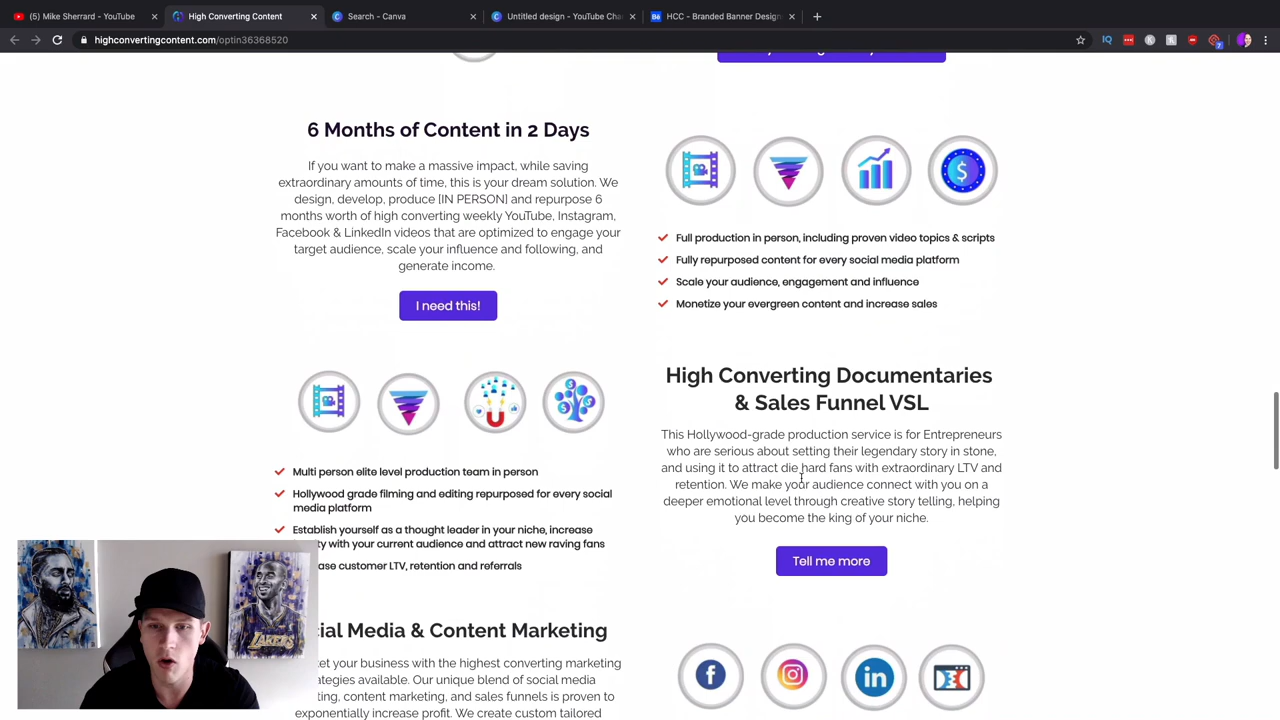 (5) Mike Sherrard - YouTube
High Converting Content
Search - Canva
Untitled design - YouTube Cha
HCC - Branded Banner Design
highconvertingcontent.com/optin36368520
6 Months of Content in 2 Days
If you want to make a massive impact, while saving
extraordinary amounts of time, this is your dream solution. We
design, develop, produce [IN PERSON] and repurpose 6
months worth of high converting weekly YouTube, Instagram,
Facebook & LinkedIn videos that are optimized to engage your
target audience, scale your influence and following, and
generate income.
I need this!
Full production in person, including proven video topics & scripts
Fully repurposed content for every social media platform
Scale your audience, engagement and influence
Monetize your evergreen content and increase sales
Multi person elite level production team in person
Hollywood grade filming and editing repurposed for every social
media platform
Establish yourself as a thought leader in your niche, increase
ty with your current audience and attract new raving fans
ase customer LTV, retention and referrals
High Converting Documentaries
& Sales Funnel VSL
This Hollywood-grade production service is for Entrepreneurs
who are serious about setting their legendary story in stone,
and using it to attract die hard fans with extraordinary LTV and
retention. We make your audience connect with you on a
deeper emotional level through creative story telling, helping
you become the king of your niche.
Tell me more
cial Media & Content Marketing
ket your business with the highest converting marketing
ategies available. Our unique blend of social media
ting, content marketing, and sales funnels is proven to
exponentially increase profit. We create custom tailored
LAKERS